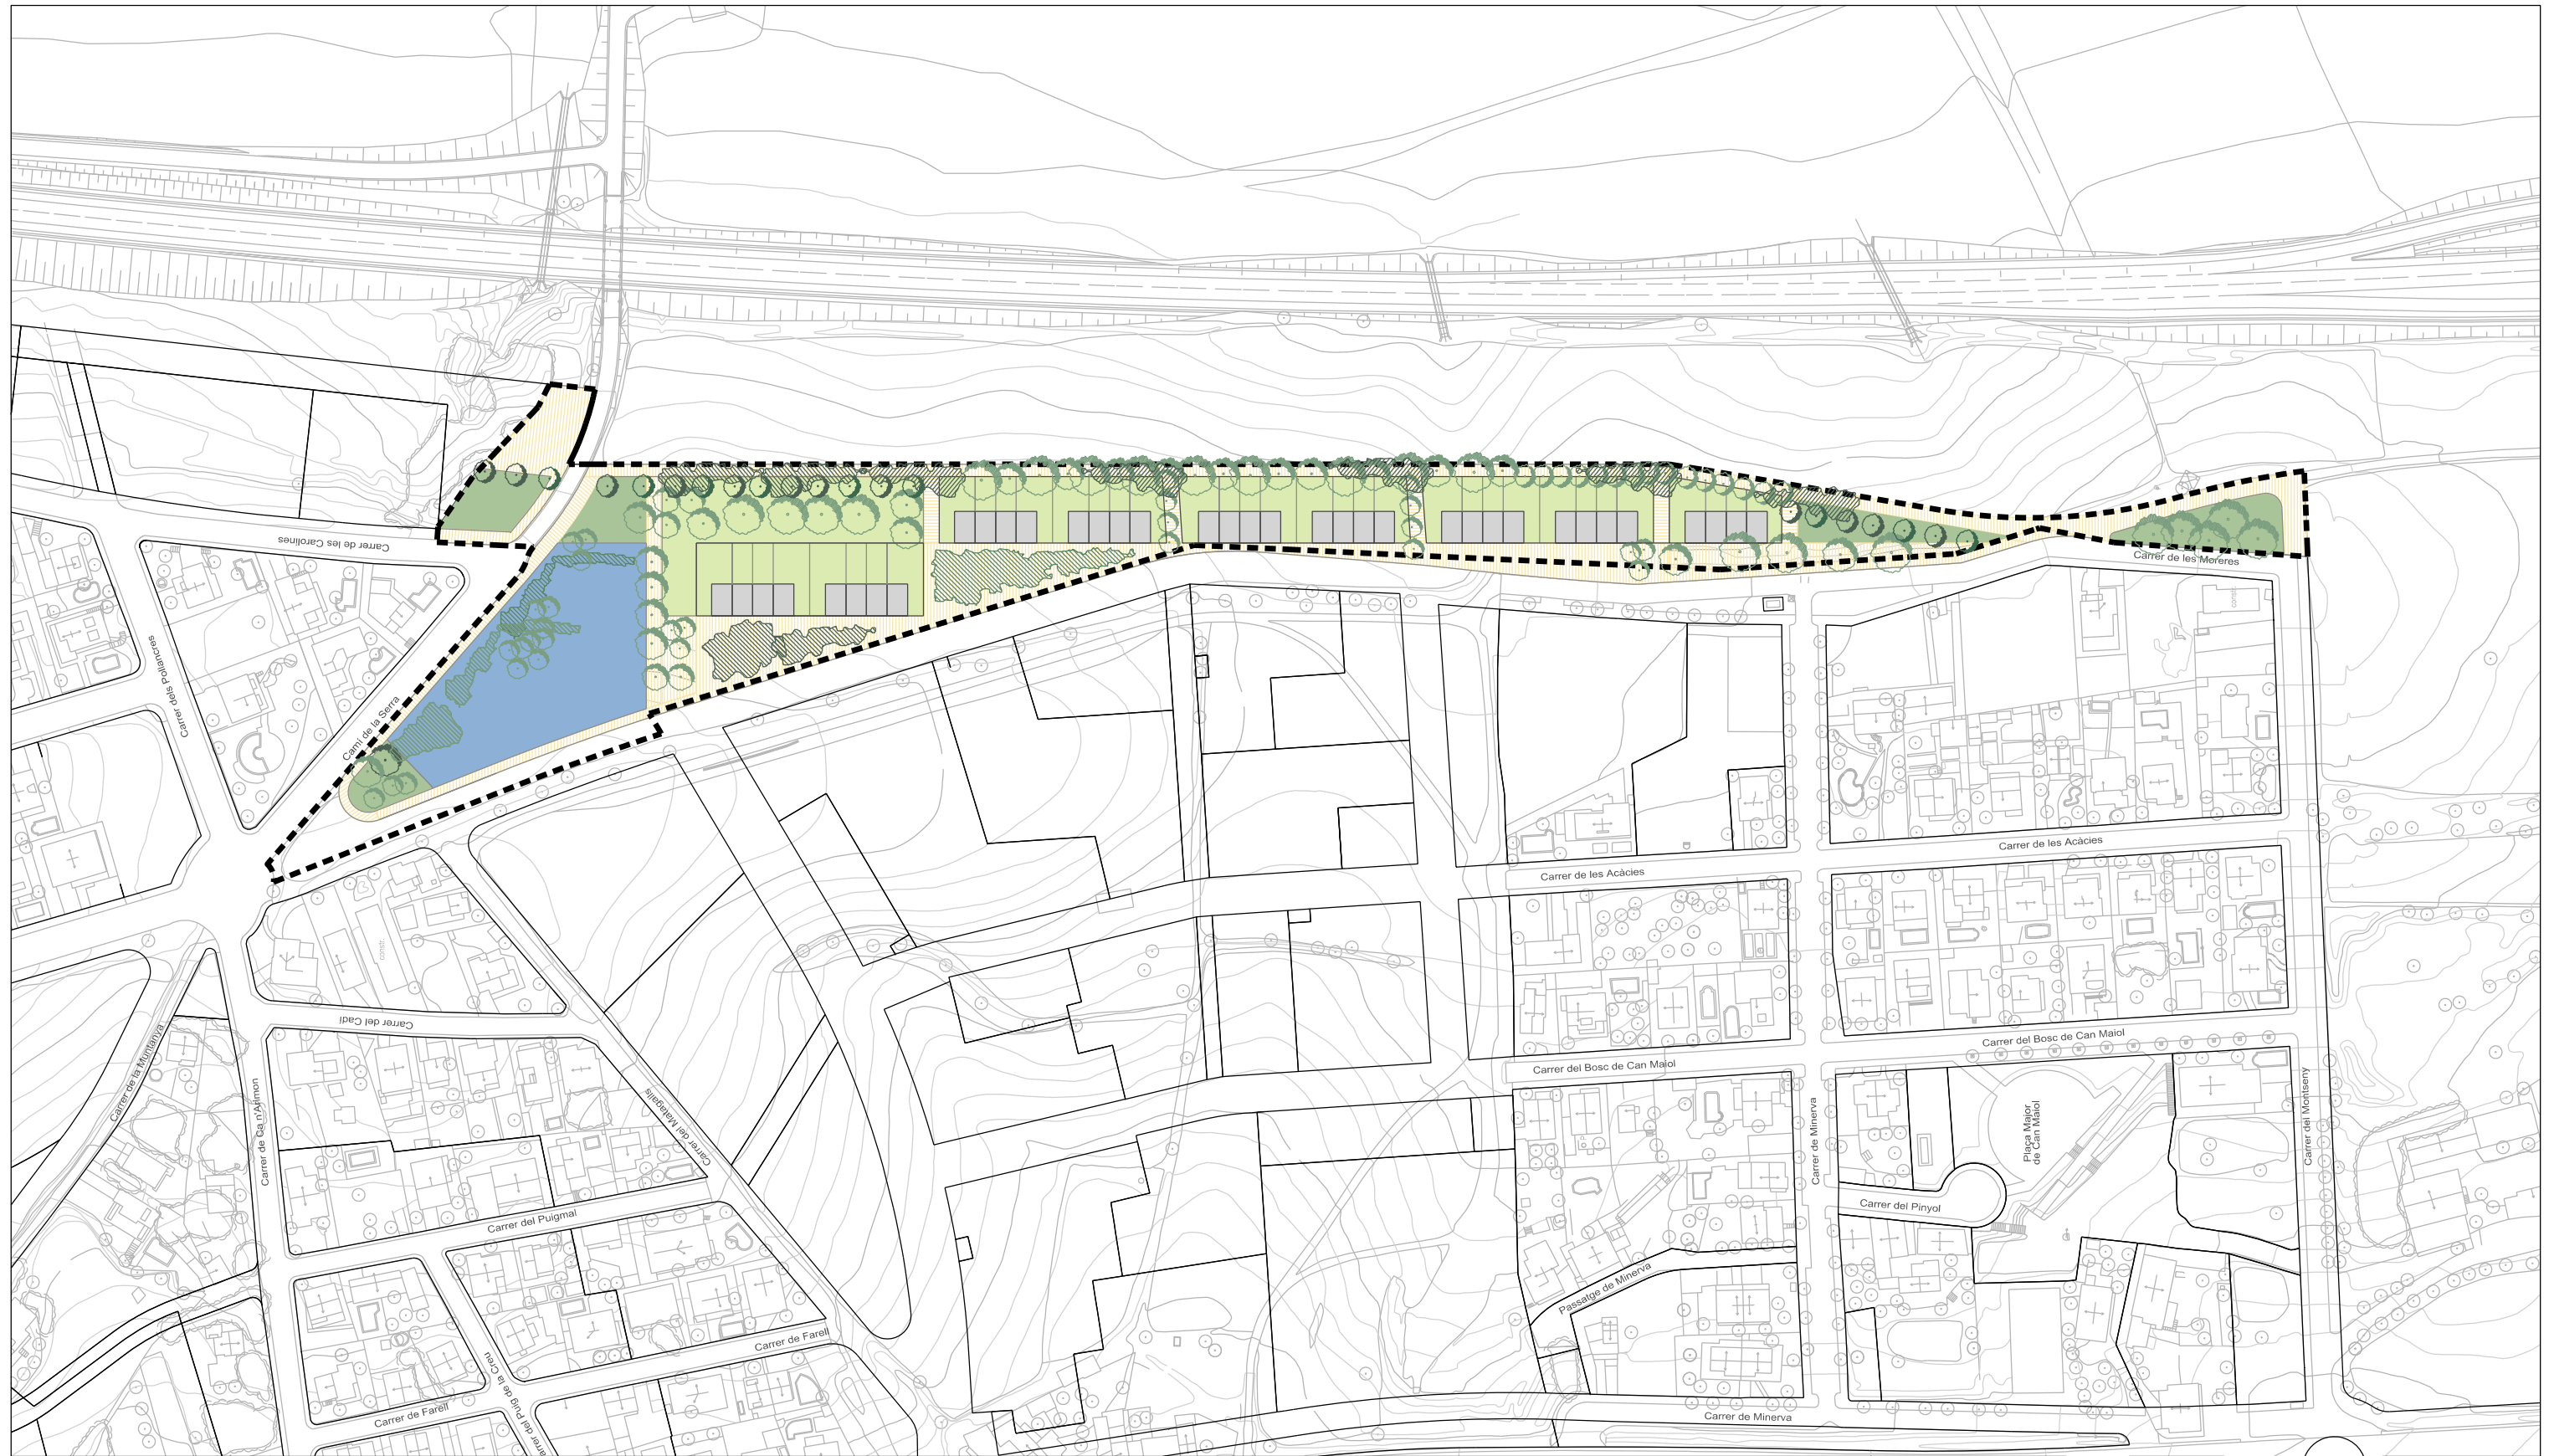 Carrer de les Carolines
Carrer de les Moreres
Carrer dels Pollancres
Camí de la Serra
const.
Carrer de les Acàcies
Carrer de les Acàcies
constr.
Carrer del Cadí
Carrer de la Muntanya
Carrer de Ca n'Arimon
Carrer del Matagalls
Carrer del Bosc de Can Maiol
Carrer del Bosc de Can Maiol
Carrer de Minerva
Plaça Major
de Can Maiol
Carrer del Montseny
Carrer del Pinyol
Carrer del Puigmal
Passatge de Minerva
Carrer de Farell
Carrer de Farell
Carrer del Puig de la Creu
Carrer de Minerva